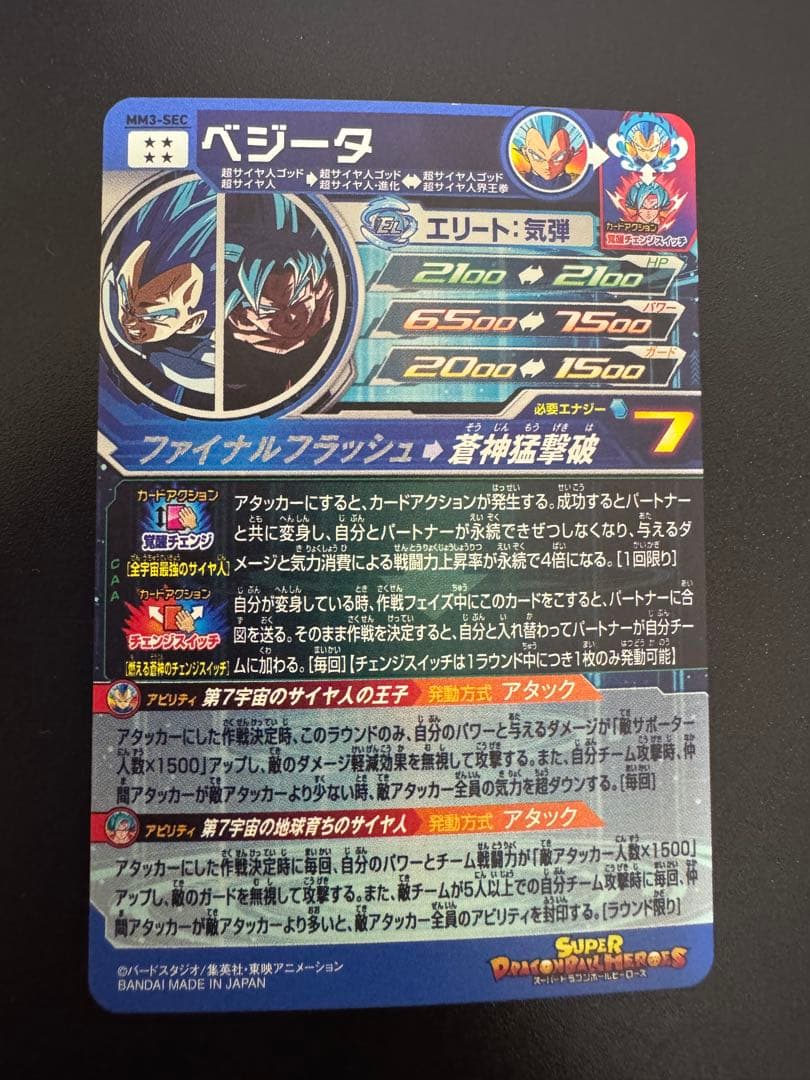 MM3-SEC
ベジータ
超サイヤ人ゴッド 超サイヤ人➡超サイヤ人ゴッド 超サイヤ人・進化⬌超サイヤ人ゴッド 超サイヤ人界王拳
カードアクション
覚醒チェンジスイッチ
EL エリート：気弾
HP
2100 ⬌ 2100
パワー
6500 ⬌ 7500
ガード
2000 ⬌ 1500
必要エナジー 7
ファイナルフラッシュ➡蒼神猛撃破
そうじんもうげきは
CAA
カードアクション
覚醒チェンジ
[全宇宙最強のサイヤ人]
アタッカーにすると、カードアクションが発生する。成功するとパートナー
と共に変身し、自分とパートナーが永続できぜつしなくなり、与えるダ
メージと気力消費による戦闘力上昇率が永続で4倍になる。[1回限り]
カードアクション
チェンジスイッチ
[燃える蒼神のチェンジスイッチ]
自分が変身している時、作戦フェイズ中にこのカードをこすると、パートナーに合
図を送る。そのまま作戦を決定すると、自分と入れ替わってパートナーが自分チー
ムに加わる。[毎回]【チェンジスイッチは1ラウンド中につき1枚のみ発動可能】
アビリティ 第7宇宙のサイヤ人の王子 発動方式 アタック
アタッカーにした作戦決定時、このラウンドのみ、自分のパワーと与えるダメージが「敵サポーター
人数×1500」アップし、敵のダメージ軽減効果を無視して攻撃する。また、自分チーム攻撃時、仲
間アタッカーが敵アタッカーより少ない時、敵アタッカー全員の気力を超ダウンする。[毎回]
アビリティ 第7宇宙の地球育ちのサイヤ人 発動方式 アタック
アタッカーにした作戦決定時に毎回、自分のパワーとチーム戦闘力が「敵アタッカー人数×1500」
アップし、敵のガードを無視して攻撃する。また、敵チームが5人以上での自分チーム攻撃時に毎回、仲
間アタッカーが敵アタッカーより多いと、敵アタッカー全員のアビリティを封印する。[ラウンド限り]
©バードスタジオ/集英社・東映アニメーション
BANDAI MADE IN JAPAN
SUPER
DRAGONBALL HEROES
スーパードラゴンボールヒーローズ